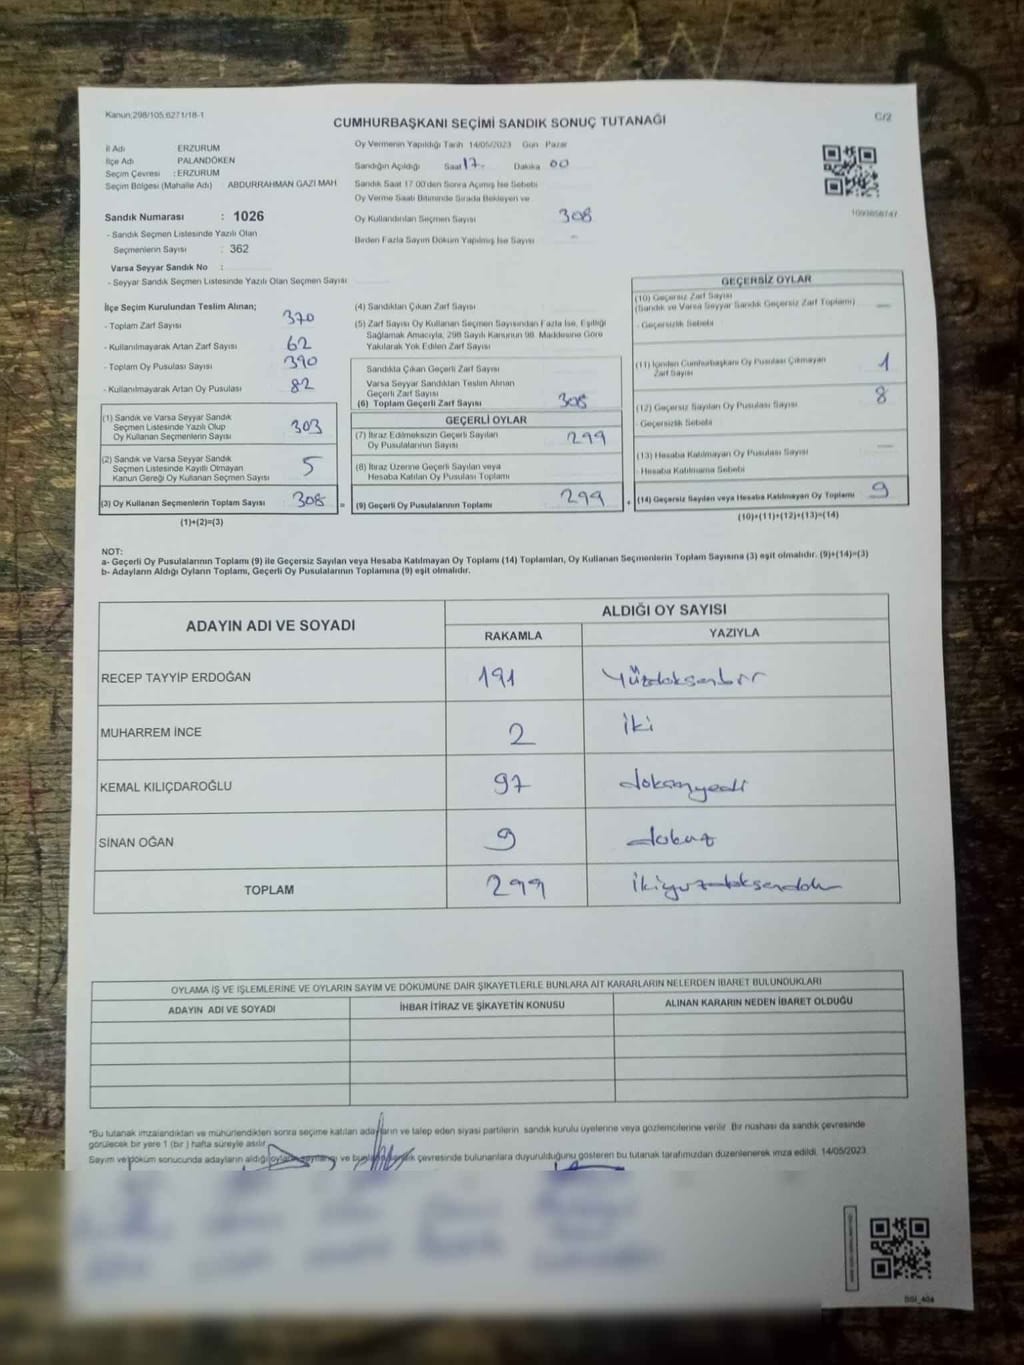 Kanun:298/105,6271/18-1
C/2
CUMHURBAŞKANI SEÇİMİ SANDIK SONUÇ TUTANAĞI
İl Adı ERZURUM
İlçe Adı PALANDÖKEN
Seçim Çevresi : ERZURUM
Seçim Bölgesi (Mahalle Adı) ABDURRAHMAN GAZİ MAH
Oy Vermenin Yapıldığı Tarih 14/05/2023 Gün Pazar
Sandığın Açıldığı Saat 17- Dakika 00
Sandık Saat 17.00'den Sonra Açılmış İse Sebebi
Oy Verme Saati Bitiminde Sırada Bekleyen ve
Oy Kullandırılan Seçmen Sayısı 308
Birden Fazla Sayım Döküm Yapılmış İse Sayısı -
Sandık Numarası : 1026
- Sandık Seçmen Listesinde Yazılı Olan
Seçmenlerin Sayısı : 362
Varsa Seyyar Sandık No :
- Seyyar Sandık Seçmen Listesinde Yazılı Olan Seçmen Sayısı
İlçe Seçim Kurulundan Teslim Alınan;
- Toplam Zarf Sayısı 370
- Kullanılmayarak Artan Zarf Sayısı 62
- Toplam Oy Pusulası Sayısı 390
- Kullanılmayarak Artan Oy Pusulası 82
(1) Sandık ve Varsa Seyyar Sandık
Seçmen Listesinde Yazılı Olup
Oy Kullanan Seçmenlerin Sayısı 303
(2) Sandık ve Varsa Seyyar Sandık
Seçmen Listesinde Kayıtlı Olmayan
Kanun Gereği Oy Kullanan Seçmen Sayısı 5
(3) Oy Kullanan Seçmenlerin Toplam Sayısı 308 =
(1)+(2)=(3)
(4) Sandıktan Çıkan Zarf Sayısı
(5) Zarf Sayısı Oy Kullanan Seçmen Sayısından Fazla İse, Eşitliği
Sağlamak Amacıyla, 298 Sayılı Kanunun 98. Maddesine Göre
Yakılarak Yok Edilen Zarf Sayısı
Sandıkta Çıkan Geçerli Zarf Sayısı
Varsa Seyyar Sandıktan Teslim Alınan
Geçerli Zarf Sayısı
(6) Toplam Geçerli Zarf Sayısı 308
GEÇERLİ OYLAR
(7) İtiraz Edilmeksizin Geçerli Sayılan
Oy Pusulalarının Sayısı 299
(8) İtiraz Üzerine Geçerli Sayılan veya
Hesaba Katılan Oy Pusulası Toplamı
(9) Geçerli Oy Pusulalarının Toplamı 299 +
GEÇERSİZ OYLAR
(10) Geçersiz Zarf Sayısı
(Sandık ve Varsa Seyyar Sandık Geçersiz Zarf Toplamı) —
- Geçersizlik Sebebi
(11) İçinden Cumhurbaşkanı Oy Pusulası Çıkmayan
Zarf Sayısı 1
(12) Geçersiz Sayılan Oy Pusulası Sayısı 8
- Geçersizlik Sebebi
(13) Hesaba Katılmayan Oy Pusulası Sayısı —
- Hesaba Katılmama Sebebi
(14) Geçersiz Sayılan veya Hesaba Katılmayan Oy Toplamı 9
(10)+(11)+(12)+(13)=(14)
NOT:
a- Geçerli Oy Pusulalarının Toplamı (9) ile Geçersiz Sayılan veya Hesaba Katılmayan Oy Toplamı (14) Toplamları, Oy Kullanan Seçmenlerin Toplam Sayısına (3) eşit olmalıdır. (9)+(14)=(3)
b- Adayların Aldığı Oyların Toplamı, Geçerli Oy Pusulalarının Toplamına (9) eşit olmalıdır.
ADAYIN ADI VE SOYADI
ALDIĞI OY SAYISI
RAKAMLA YAZIYLA
RECEP TAYYİP ERDOĞAN 191 Yüzdoksanbir
MUHARREM İNCE 2 iki
KEMAL KILIÇDAROĞLU 97 doksanyedi
SİNAN OĞAN 9 dokuz
TOPLAM 299
OYLAMA İŞ VE İŞLEMLERİNE VE OYLARIN SAYIM VE DÖKÜMÜNE DAİR ŞİKAYETLERLE BUNLARA AİT KARARLARIN NELERDEN İBARET BULUNDUKLARI
ADAYIN ADI VE SOYADI İHBAR İTİRAZ VE ŞİKAYETİN KONUSU ALINAN KARARIN NEDEN İBARET OLDUĞU
*Bu tutanak imzalandıktan ve mühürlendikten sonra seçime katılan adayların ve talep eden siyasi partilerin sandık kurulu üyelerine veya gözlemcilerine verilir. Bir nüshası da sandık çevresinde
görülecek bir yere 1 (bir ) hafta süreyle asılır.
Sayım ve döküm sonucunda adayların aldığı oyların sayılarını ve çevresinde bulunanlara duyurulduğunu gösteren bu tutanak tarafımızdan düzenlenerek imza edildi. 14/05/2023